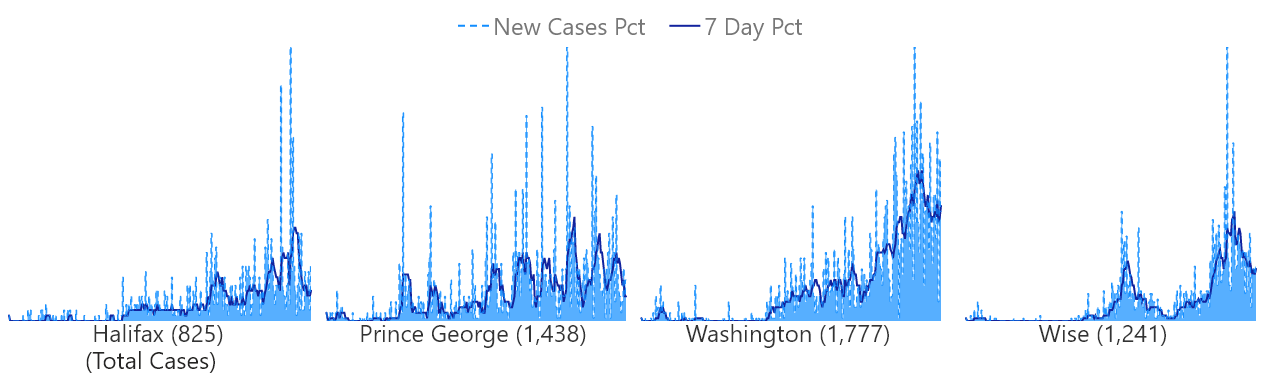 New Cases Pct 7 Day Pct
Halifax (825) Prince George (1,438) Washington (1,777) Wise (1,241)
(Total Cases)